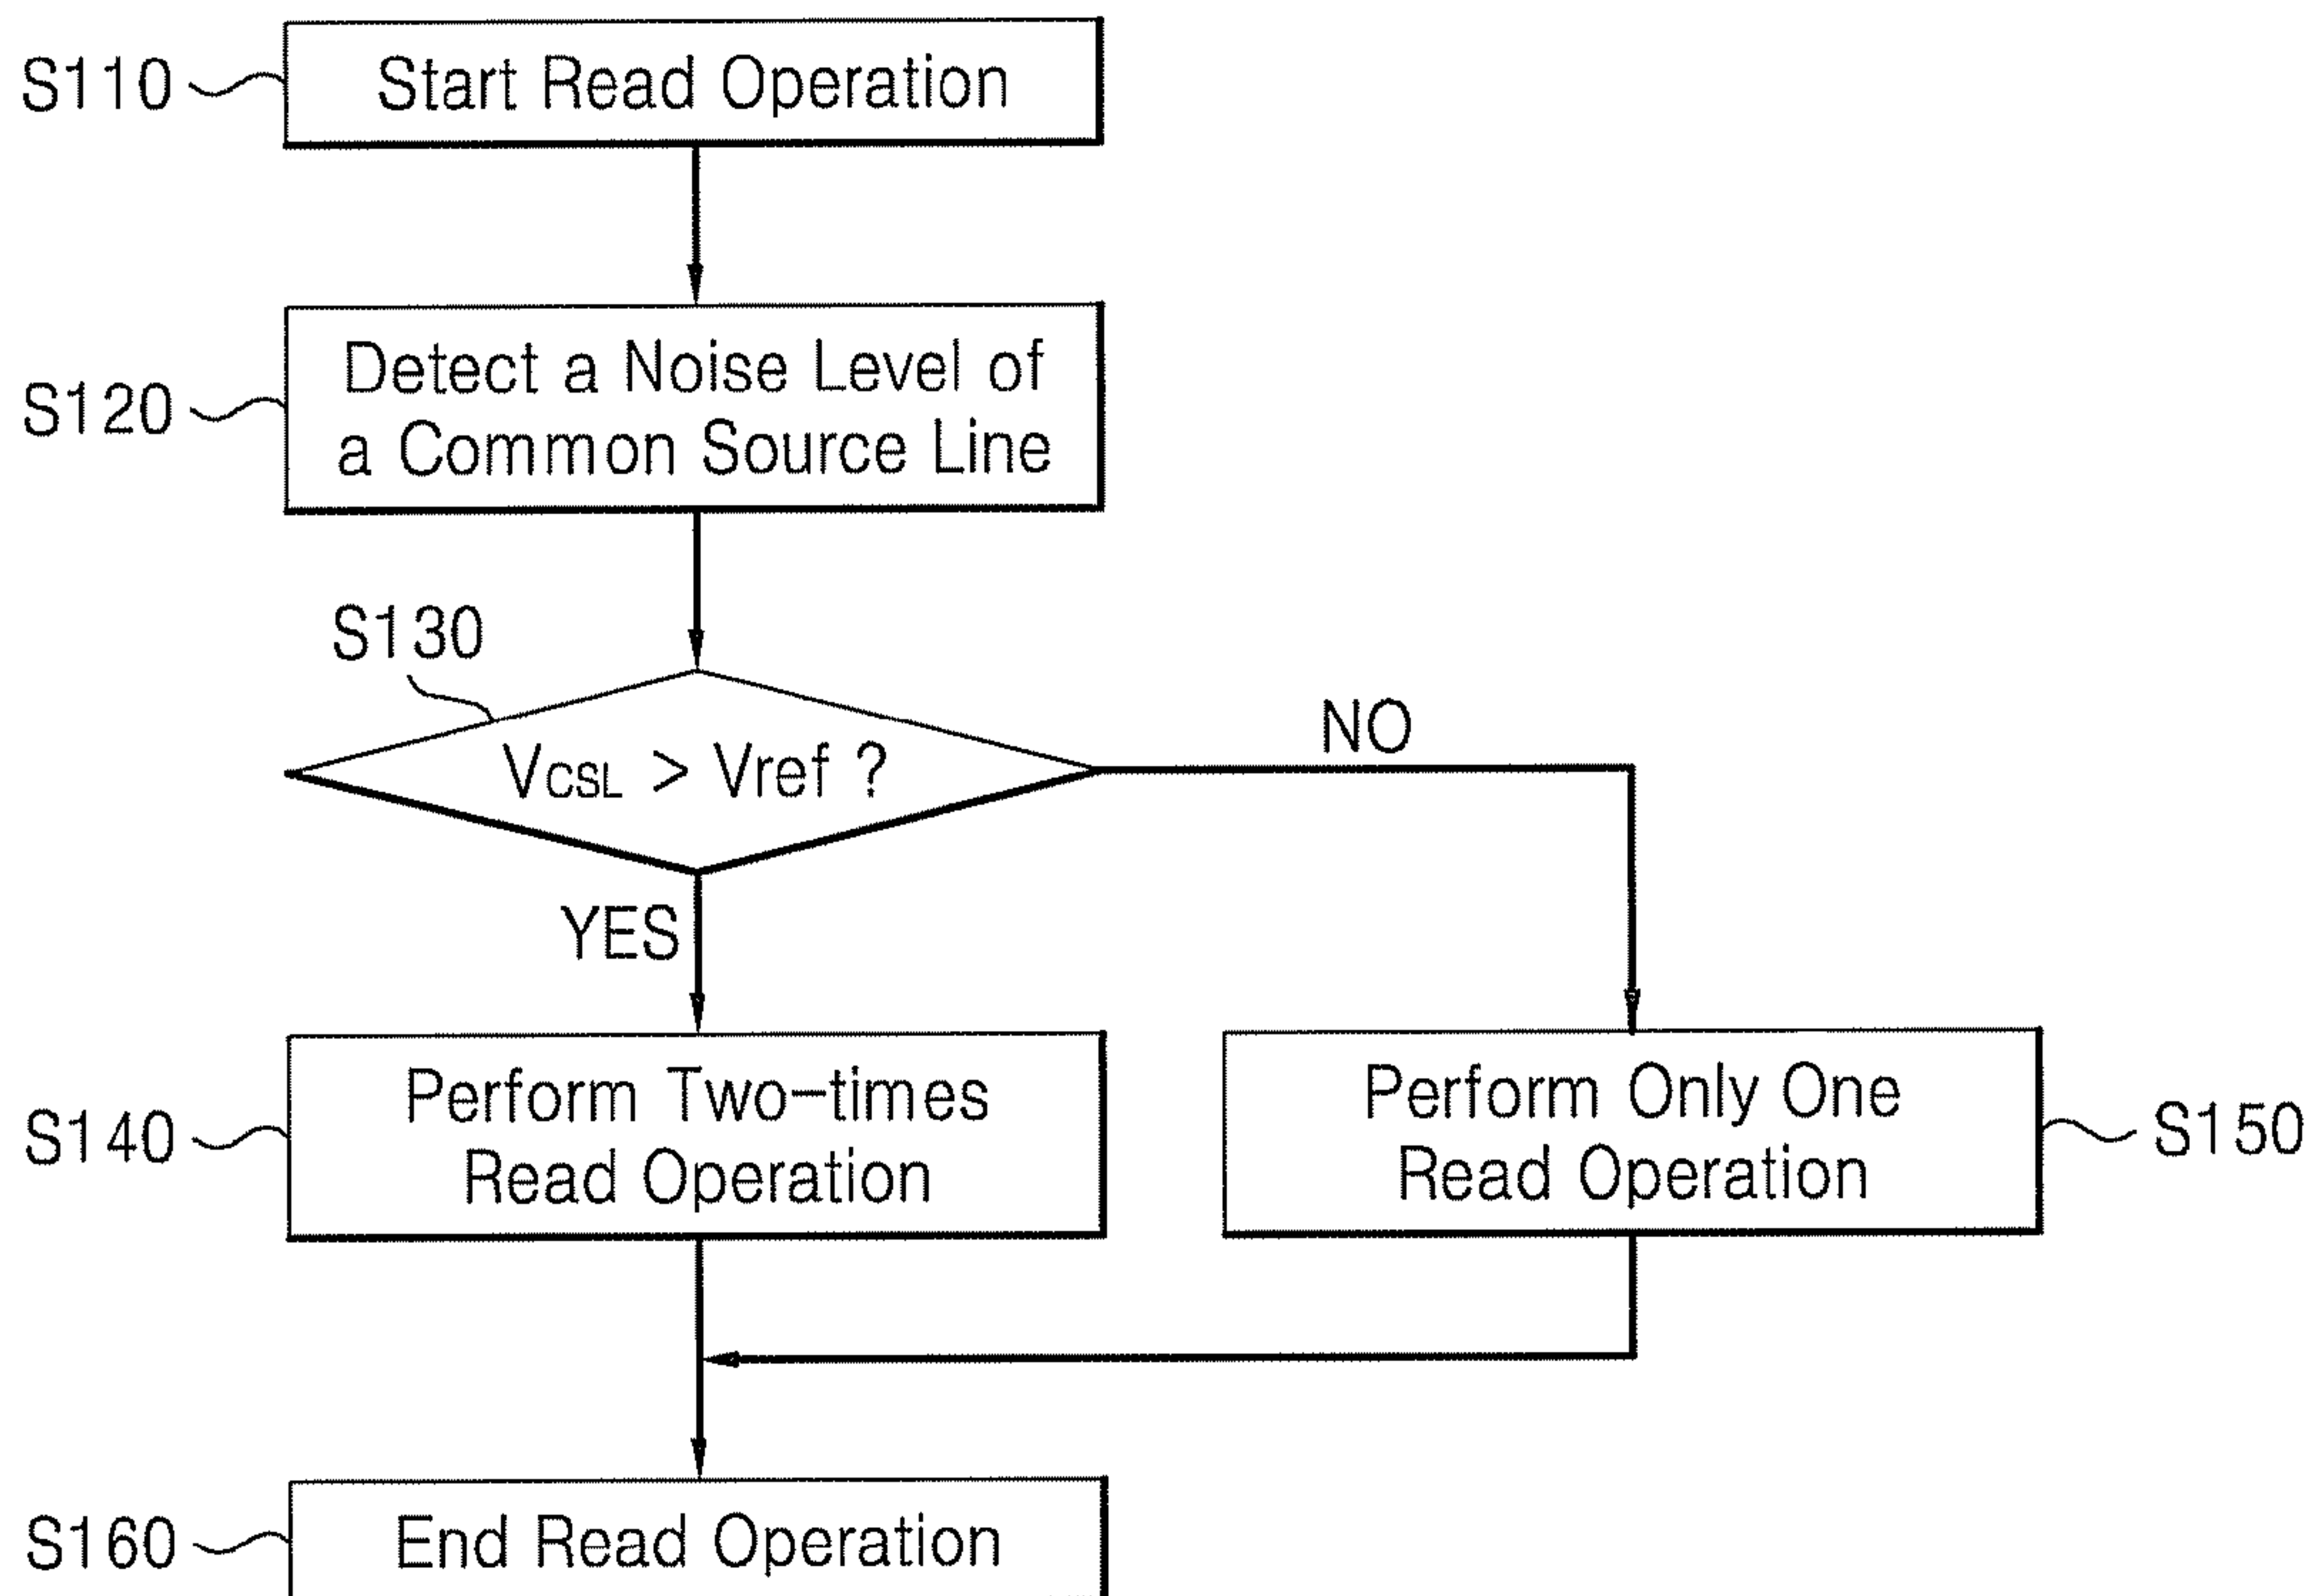 S110
Start Read Operation
S120
Detect a Noise Level of
a Common Source Line
S130
VCSL > Vref ?
NO
YES
S140
Perform Two-times
Read Operation
Perform Only One
Read Operation
S150
S160
End Read Operation